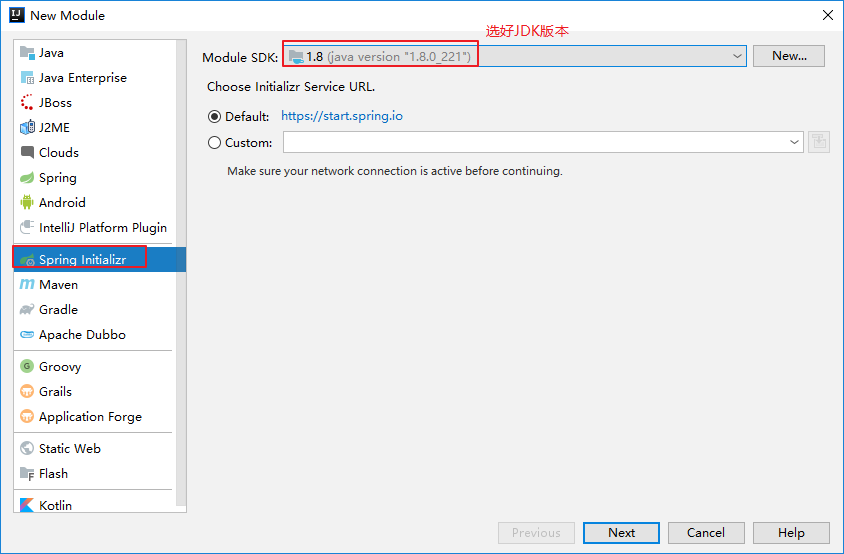 New Module
选好JDK版本
Java
Java Enterprise
JBoss
J2ME
Clouds
Spring
Android
IntelliJ Platform Plugin
Spring Initializr
Maven
Gradle
Apache Dubbo
Groovy
Grails
Application Forge
Static Web
Flash
Kotlin
Module SDK: 1.8 (java version "1.8.0_221") New...
Choose Initializr Service URL.
Default: https://start.spring.io
Custom:
Make sure your network connection is active before continuing.
Previous Next Cancel Help